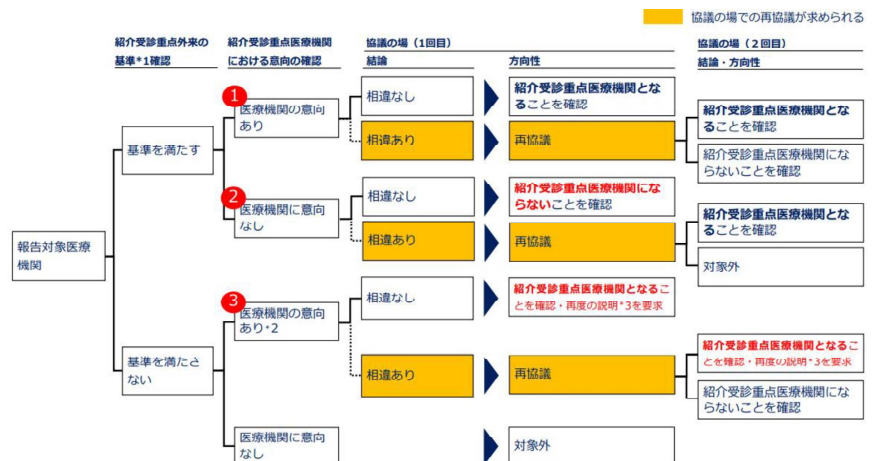 協議の場での再協議が求められる
紹介受診重点外来の
基準*1確認
紹介受診重点医療機関
における意向の確認
協議の場（1回目）
結論
方向性
協議の場（２回目）
結論・方向性
報告対象医療
機関
基準を満たす
1
医療機関の意向
あり
相違なし
紹介受診重点医療機関とな
ることを確認
相違あり
再協議
紹介受診重点医療機関とな
ることを確認
紹介受診重点医療機関にな
らないことを確認
2
医療機関に意向
なし
相違なし
紹介受診重点医療機関にな
らないことを確認
相違あり
再協議
紹介受診重点医療機関とな
ることを確認
対象外
基準を満たさ
ない
3
医療機関の意向
あり*2
相違なし
紹介受診重点医療機関となるこ
とを確認・再度の説明*3を要求
相違あり
再協議
紹介受診重点医療機関となるこ
とを確認・再度の説明*3を要求
紹介受診重点医療機関にな
らないことを確認
医療機関に意向
なし
対象外